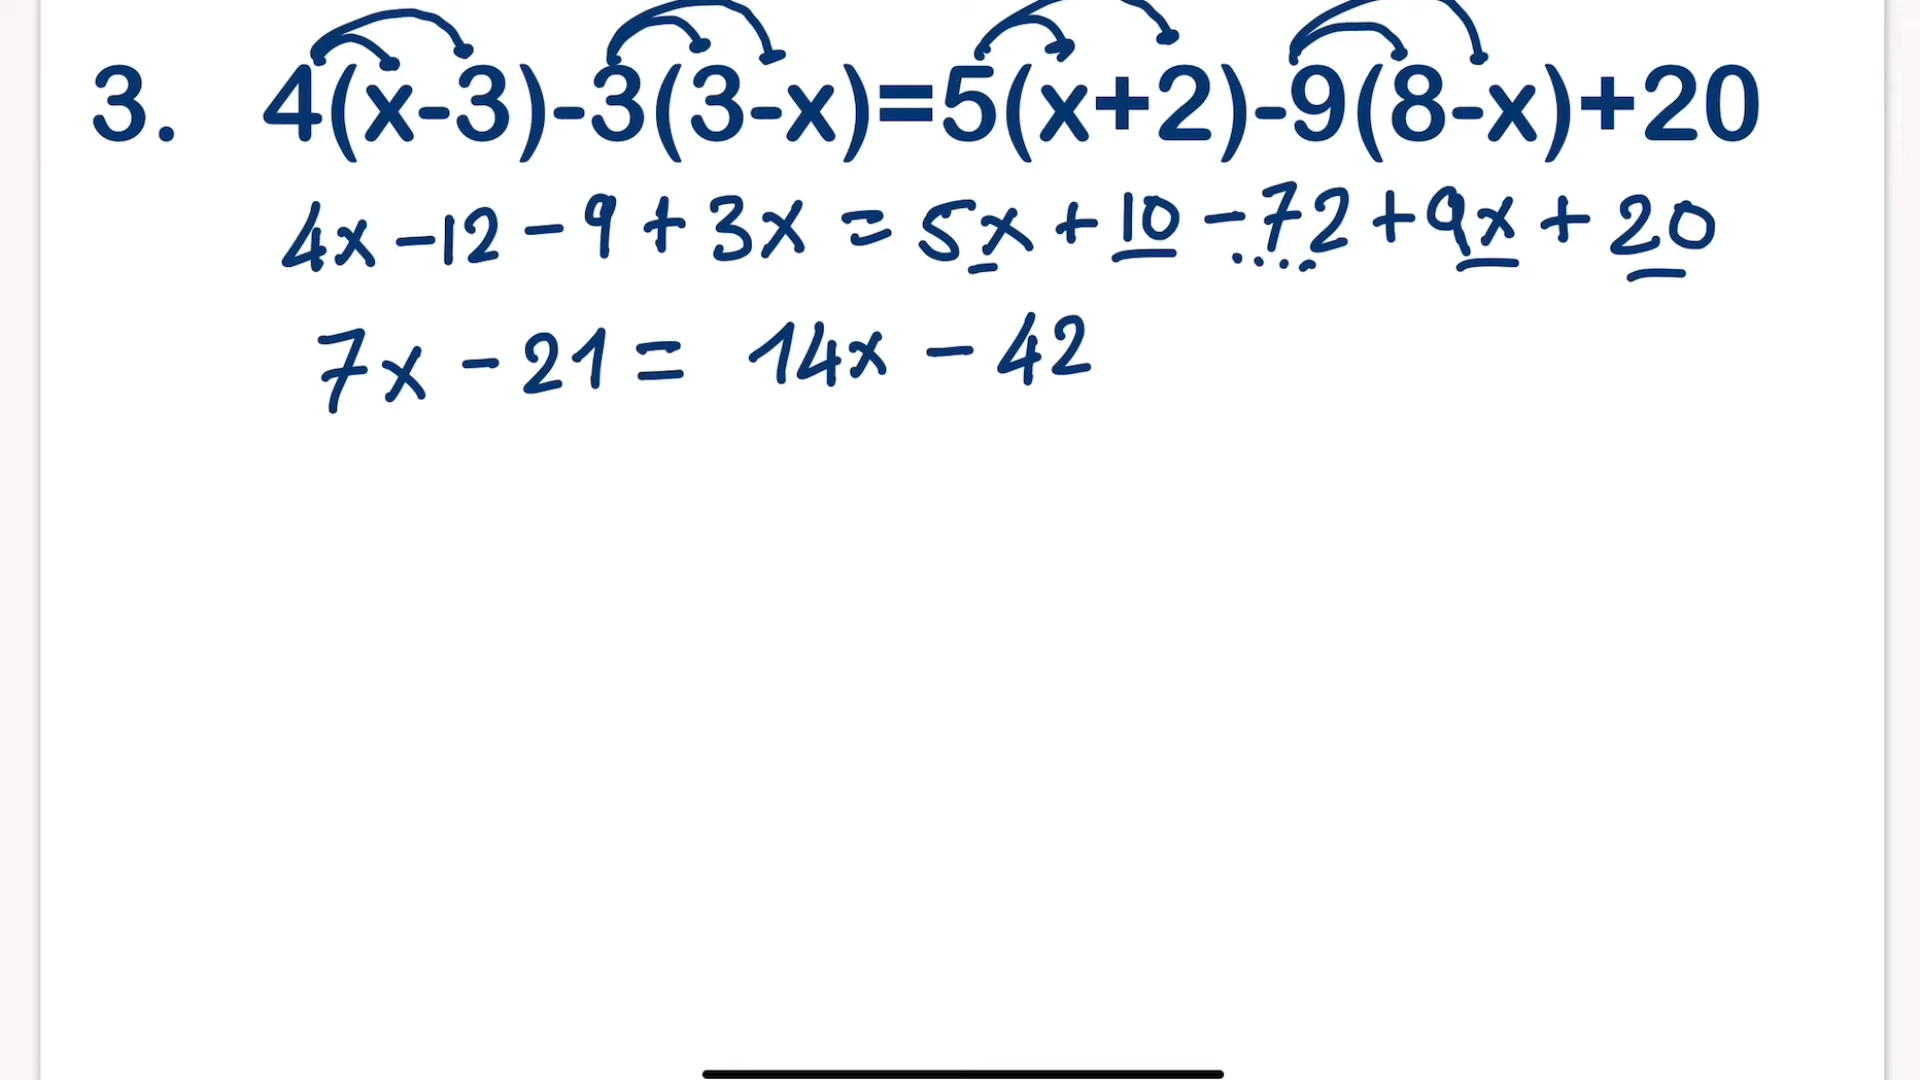 3. 4(x-3)-3(3-x)=5(x+2)-9(8-x)+20
4x -12 - 9 + 3x = 5x + 10 - 72 + 9x + 20
7x - 21 = 14x - 42